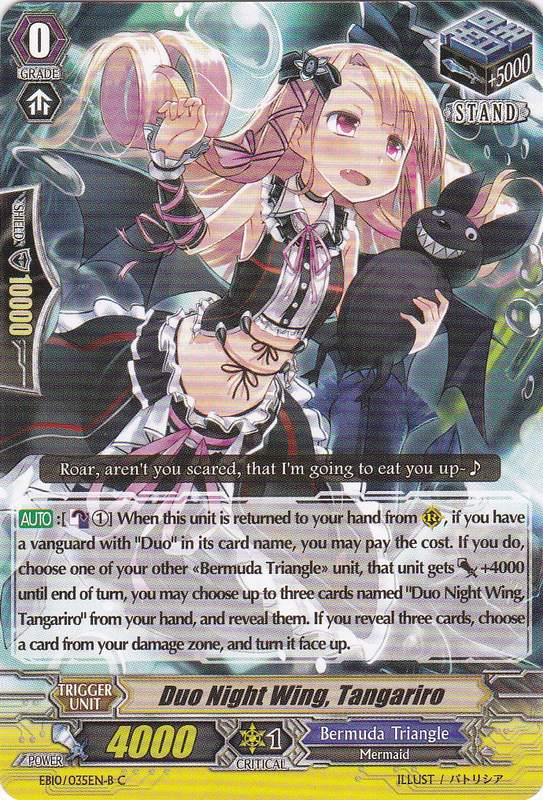 0
GRADE
+5000
STAND
SHIELD
10000
Roar, aren't you scared, that I'm going to eat you up~♪
AUTO :[ ①] When this unit is returned to your hand from Ⓡ, if you have
a vanguard with "Duo" in its card name, you may pay the cost. If you do,
choose one of your other «Bermuda Triangle» unit, that unit gets +4000
until end of turn, you may choose up to three cards named "Duo Night Wing,
Tangariro" from your hand, and reveal them. If you reveal three cards, choose
a card from your damage zone, and turn it face up.
TRIGGER
UNIT
Duo Night Wing, Tangariro
POWER
4000
1
CRITICAL
Bermuda Triangle
Mermaid
EB10/035EN-B C
ILLUST / パトリシア